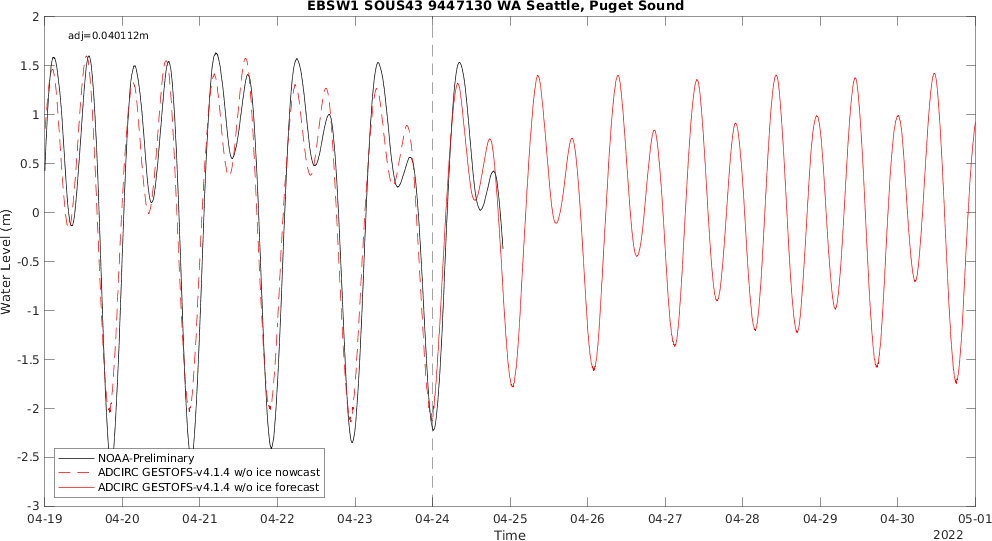 EBSW1 SOUS43 9447130 WA Seattle, Puget Sound
adj=0.040112m
2
1.5
1
0.5
0
-0.5
-1
-1.5
-2
-2.5
-3
Water Level (m)
NOAA-Preliminary
ADCIRC GESTOFS-v4.1.4 w/o ice nowcast
ADCIRC GESTOFS-v4.1.4 w/o ice forecast
04-19 04-20 04-21 04-22 04-23 04-24 04-25 04-26 04-27 04-28 04-29 04-30 05-01
Time
2022